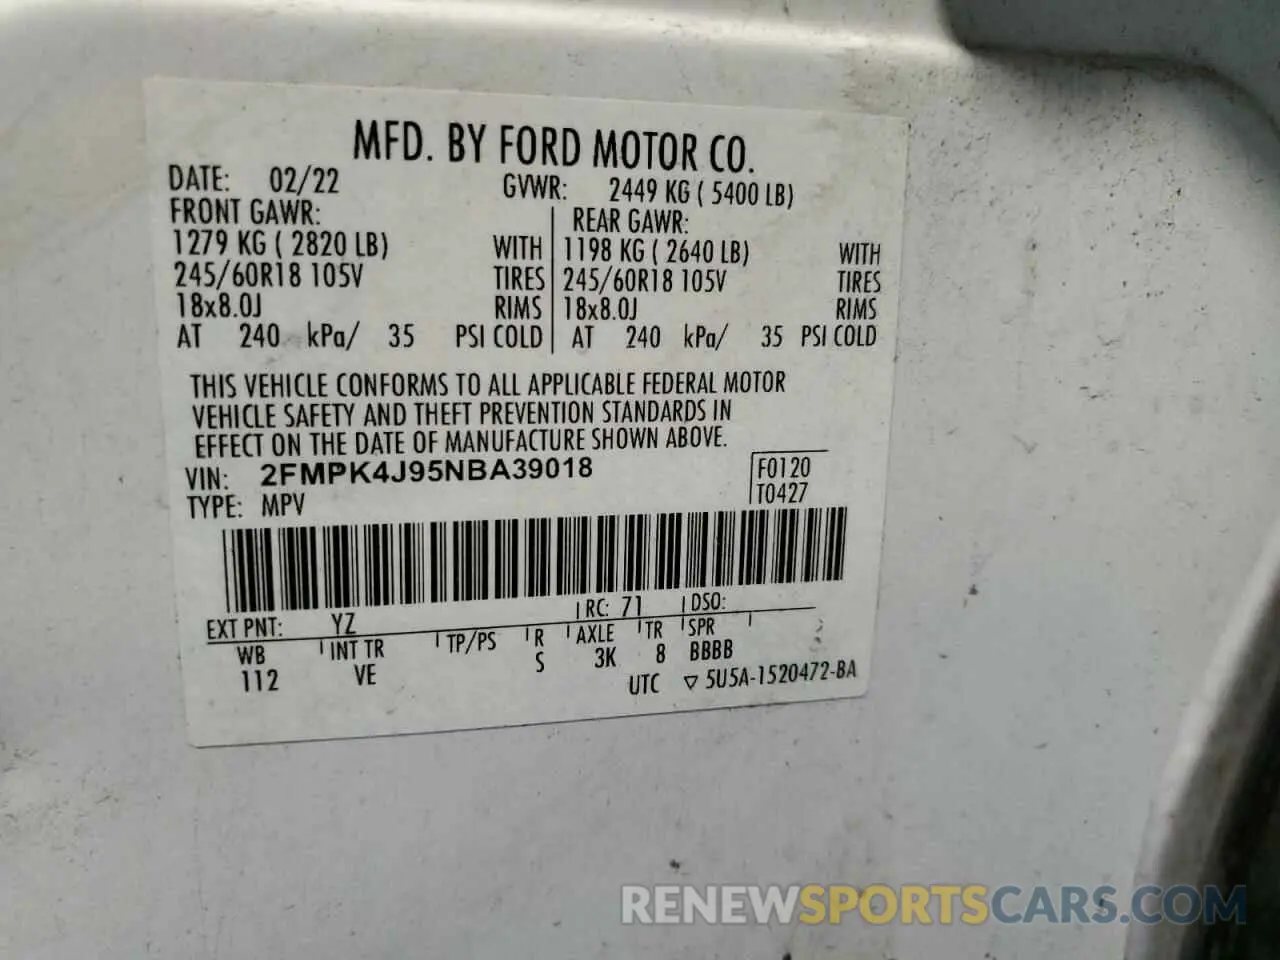 MFD. BY FORD MOTOR CO.
DATE: 02/22 GVWR: 2449 KG ( 5400 LB)
FRONT GAWR: REAR GAWR:
1279 KG ( 2820 LB) WITH 1198 KG ( 2640 LB) WITH
245/60R18 105V TIRES 245/60R18 105V TIRES
18x8.0J RIMS 18x8.0J RIMS
AT 240 kPa/ 35 PSI COLD AT 240 kPa/ 35 PSI COLD
THIS VEHICLE CONFORMS TO ALL APPLICABLE FEDERAL MOTOR
VEHICLE SAFETY AND THEFT PREVENTION STANDARDS IN
EFFECT ON THE DATE OF MANUFACTURE SHOWN ABOVE.
VIN: 2FMPK4J95NBA39018 F0120
TYPE: MPV T0427
EXT PNT: YZ RC: 71 DSO:
WB INT TR TP/PS R AXLE TR SPR
112 VE S 3K 8 BBBB
UTC ▽ 5U5A-1520472-BA
RENEWSPORTSCARS.COM